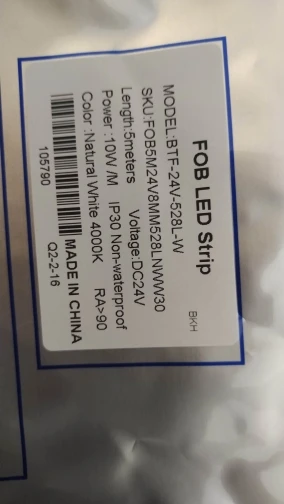 FOB LED Strip
BKH
MODEL:BTF-24V-528L-W
SKU:FOB5M24V8MM528LNWW30
Length:5meters Voltage:DC24V
Power :10W /M IP30 Non-waterproof
Color :Natural White 4000K RA>90
MADE IN CHINA
105790 Q2-2-16